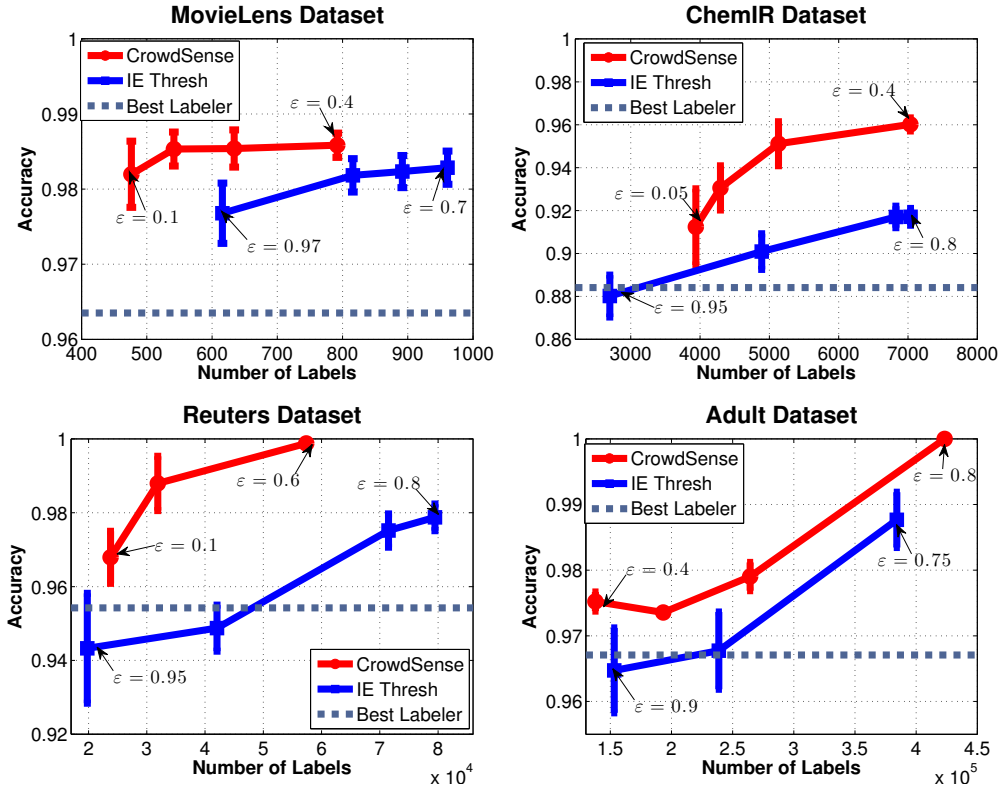 MovieLens Dataset
1
0.99
0.98
0.97
0.96
Accuracy
CrowdSense
IE Thresh
Best Labeler
ε = 0.4
ε = 0.1
ε = 0.97
ε = 0.7
400 500 600 700 800 900 1000
Number of Labels
ChemIR Dataset
1
0.98
0.96
0.94
0.92
0.9
0.88
0.86
Accuracy
CrowdSense
IE Thresh
Best Labeler
ε = 0.4
ε = 0.05
ε = 0.8
ε = 0.95
3000 4000 5000 6000 7000 8000
Number of Labels
Reuters Dataset
1
0.98
0.96
0.94
0.92
Accuracy
ε = 0.6
ε = 0.8
ε = 0.1
ε = 0.95
CrowdSense
IE Thresh
Best Labeler
2 3 4 5 6 7 8
x 10⁴
Number of Labels
Adult Dataset
1
0.99
0.98
0.97
0.96
Accuracy
CrowdSense
IE Thresh
Best Labeler
ε = 0.8
ε = 0.75
ε = 0.4
ε = 0.9
1.5 2 2.5 3 3.5 4 4.5
x 10⁵
Number of Labels